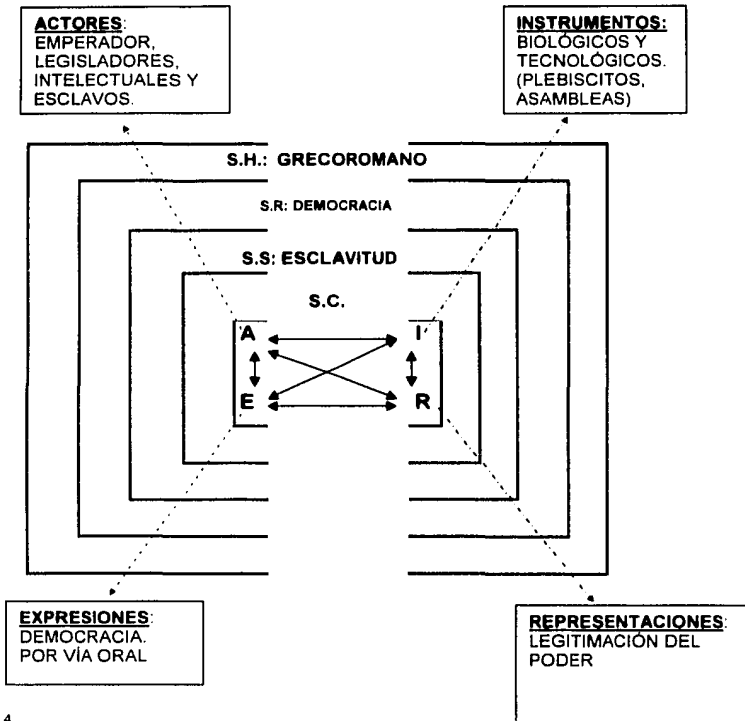 ACTORES:
EMPERADOR,
LEGISLADORES,
INTELECTUALES Y
ESCLAVOS.
INSTRUMENTOS:
BIOLÓGICOS Y
TECNOLÓGICOS.
(PLEBISCITOS,
ASAMBLEAS)
S.H.: GRECOROMANO
S.R: DEMOCRACIA
S.S: ESCLAVITUD
S.C.
A I
E R
EXPRESIONES:
DEMOCRACIA.
POR VÍA ORAL
REPRESENTACIONES:
LEGITIMACIÓN DEL
PODER
4